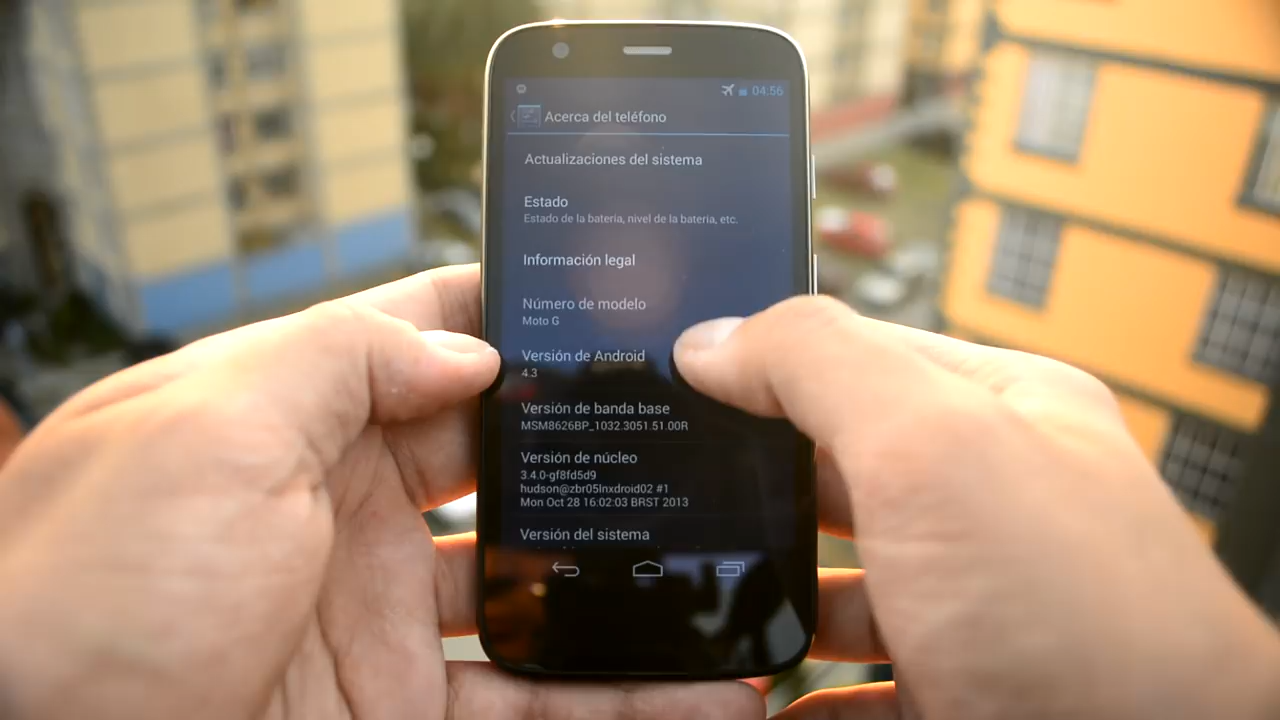 04:56
Acerca del teléfono
Actualizaciones del sistema
Estado
Estado de la batería, nivel de la batería, etc.
Información legal
Número de modelo
Moto G
Versión de Android
4.3
Versión de banda base
MSM8626BP_1032.3051.51.00R
Versión de núcleo
3.4.0-gf8fd5d9
hudson@zbr05lnxdroid02 #1
Mon Oct 28 16:02:03 BRST 2013
Versión del sistema